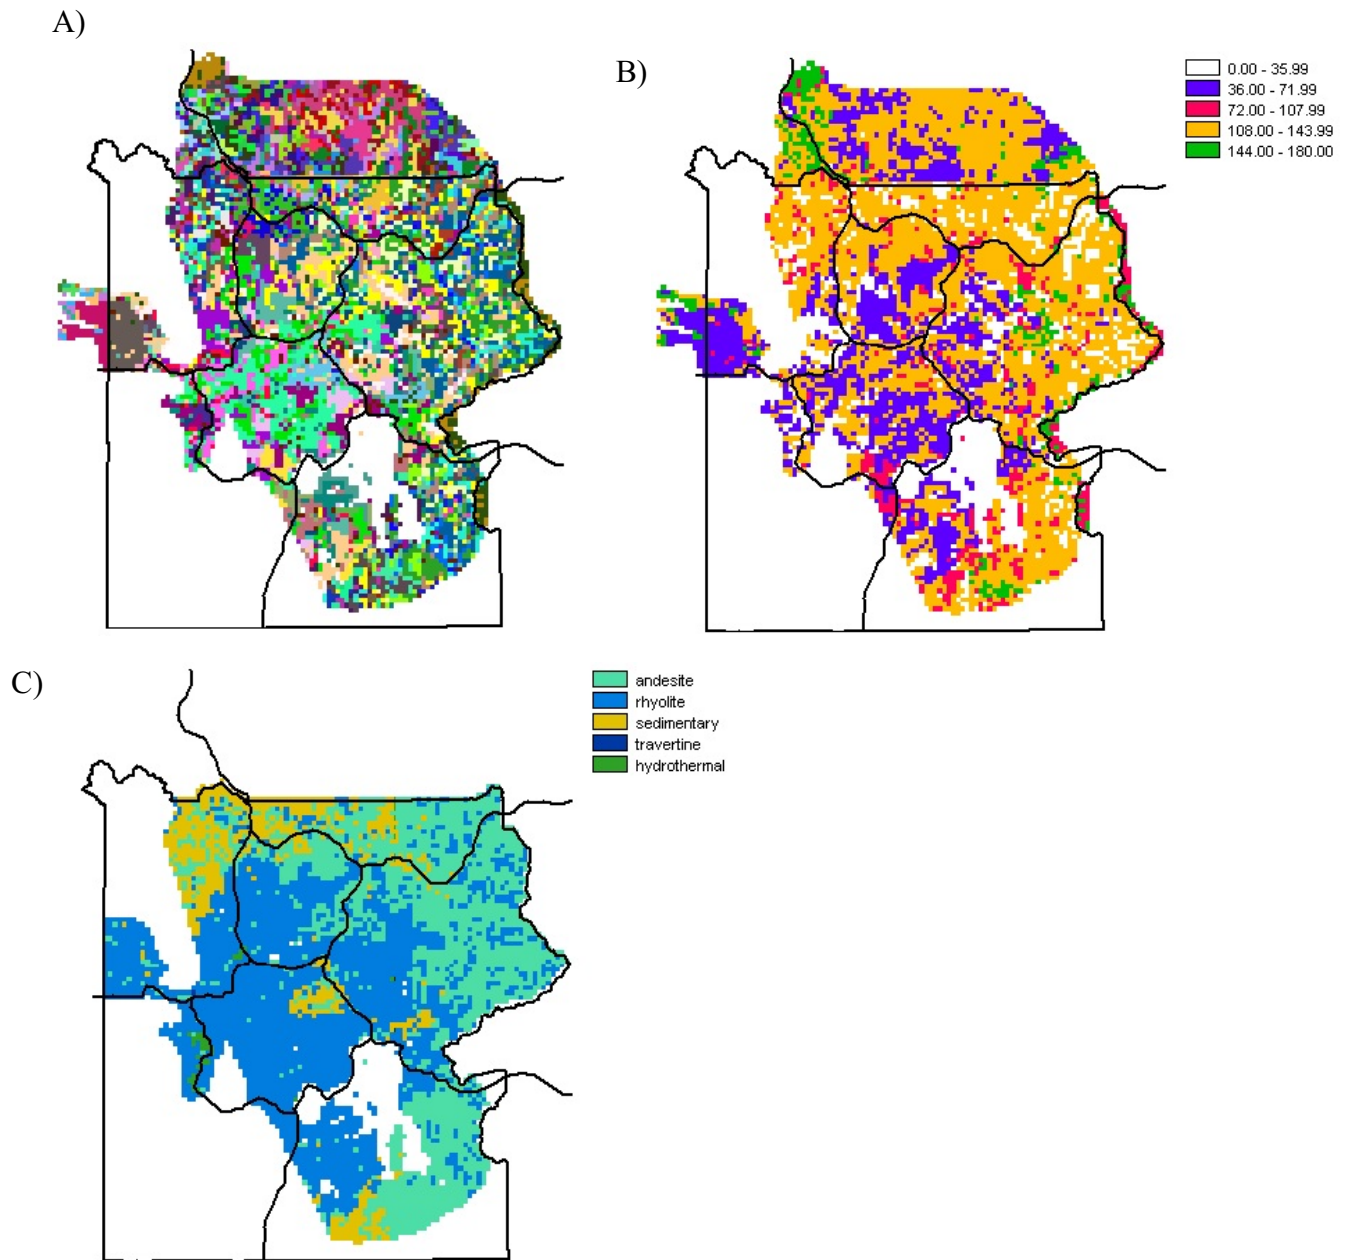 A)
B)
0.00 - 35.99
36.00 - 71.99
72.00 - 107.99
108.00 - 143.99
144.00 - 180.00
C)
andesite
rhyolite
sedimentary
travertine
hydrothermal